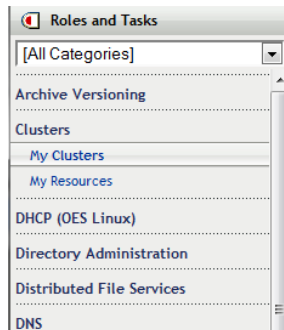 Roles and Tasks
[All Categories]
Archive Versioning
Clusters
My Clusters
My Resources
DHCP (OES Linux)
Directory Administration
Distributed File Services
DNS